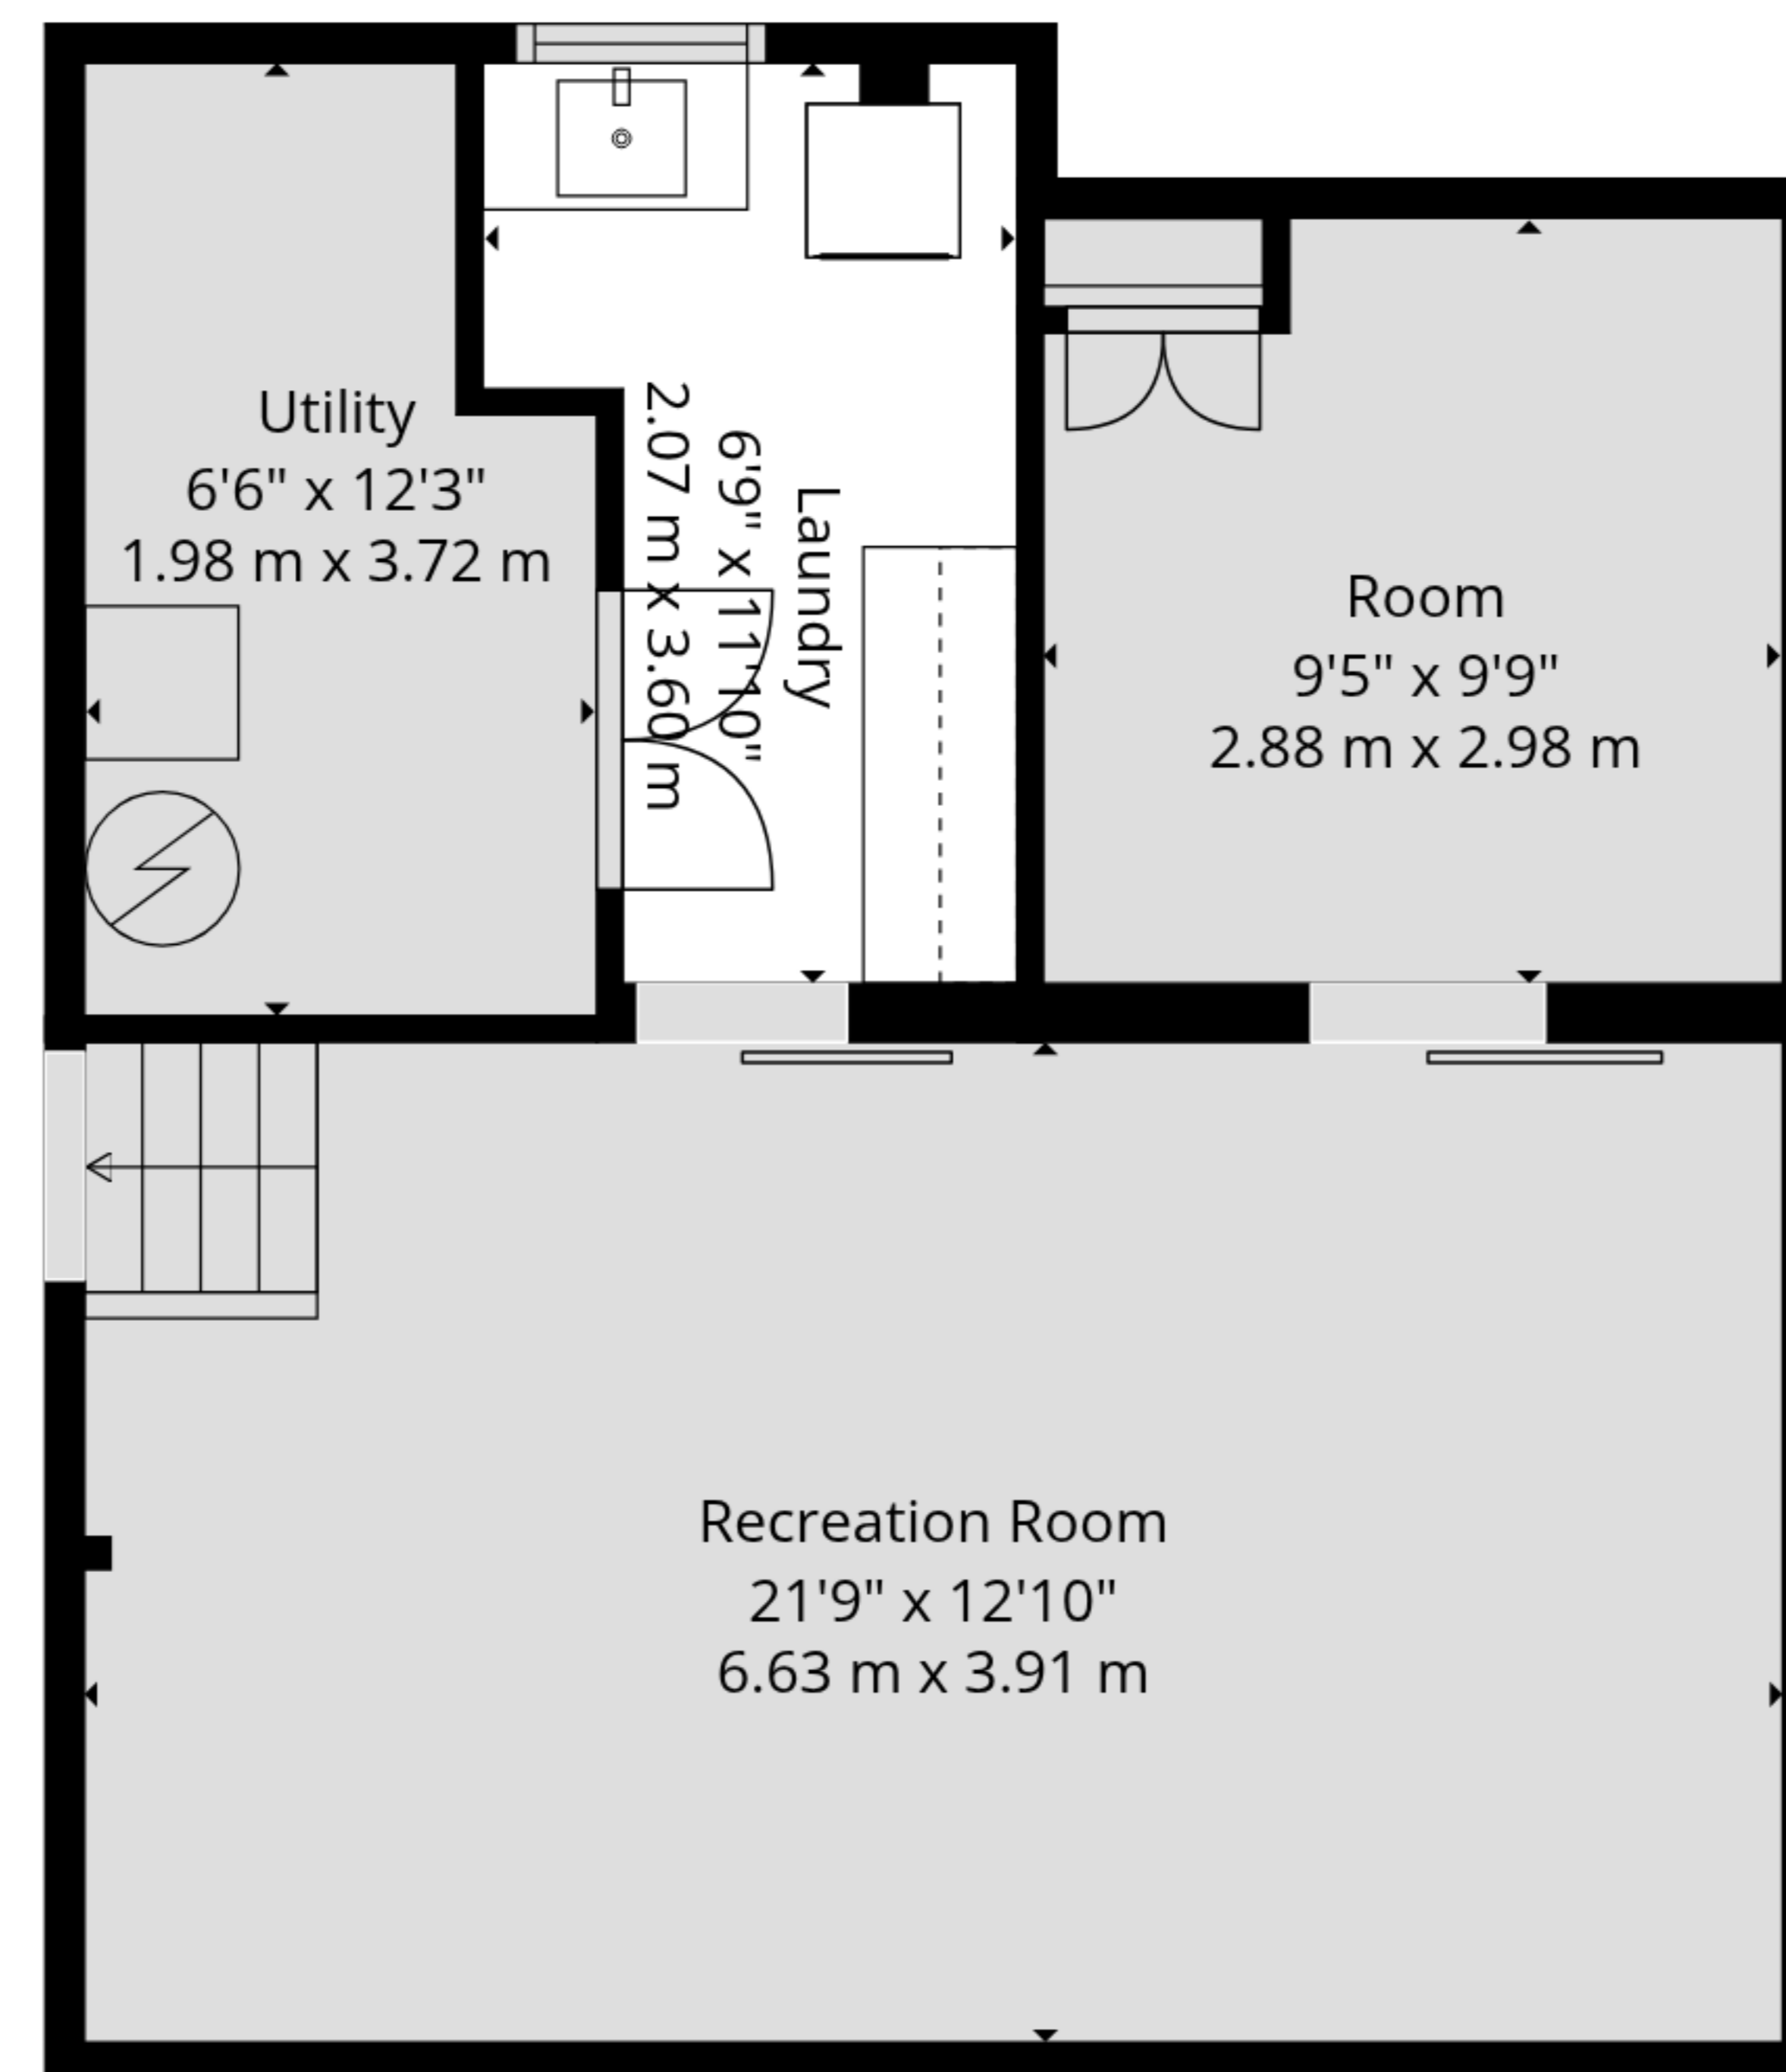 Utility
6'6" x 12'3"
1.98 m x 3.72 m
Laundry
6'9" x 11'10"
2.07 m x 3.60 m
Room
9'5" x 9'9"
2.88 m x 2.98 m
Recreation Room
21'9" x 12'10"
6.63 m x 3.91 m